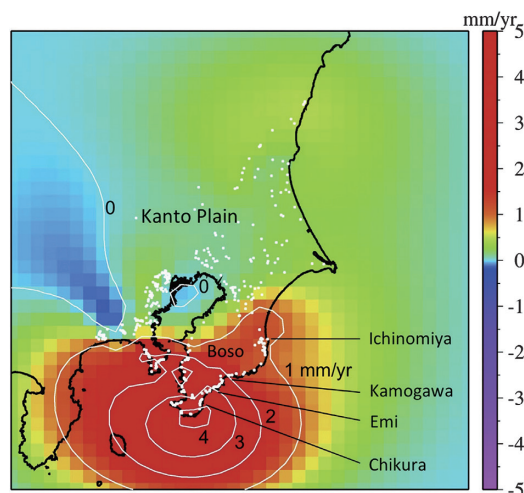 mm/yr
5
4
3
2
1
0
-1
-2
-3
-4
-5
0
Kanto Plain
0
Boso
Ichinomiya
1 mm/yr
Kamogawa
2
Emi
3
4
Chikura